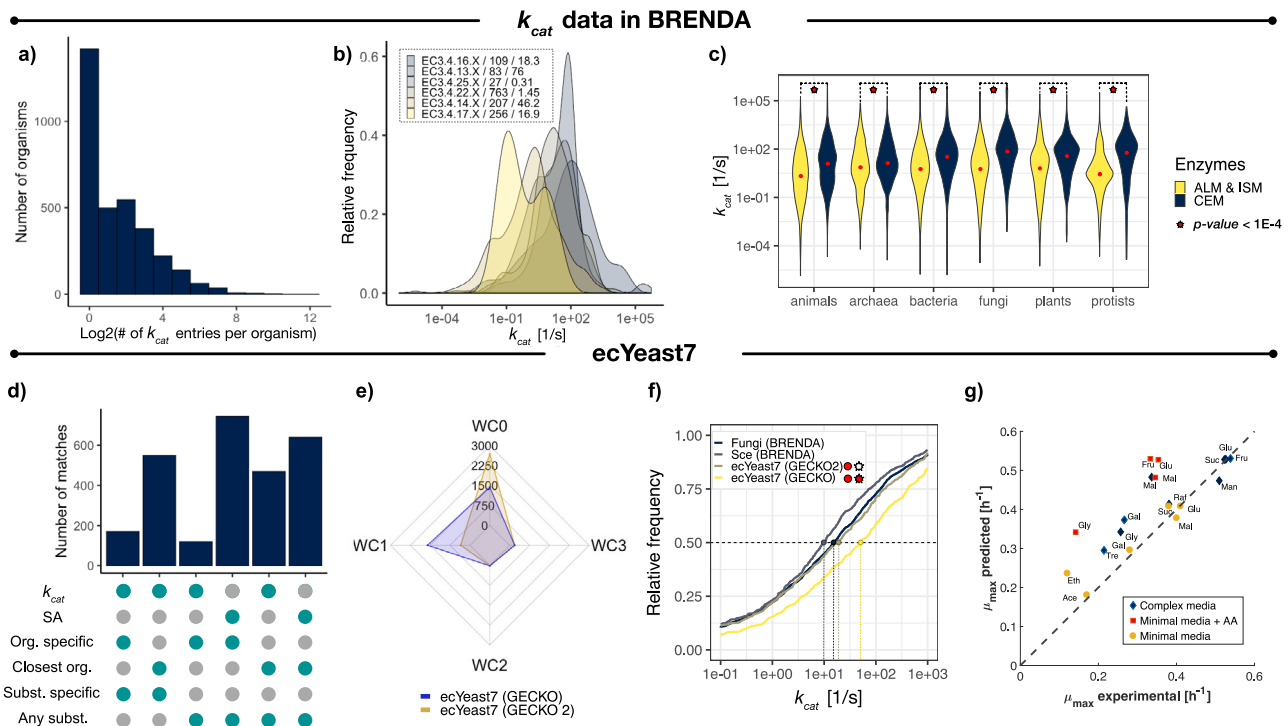 k_cat data in BRENDA
a)
Number of organisms
1000
500
0
0 4 8 12
Log2(# of k_cat entries per organism)
b)
Relative frequency
0.6
0.4
0.2
0.0
EC3.4.16.X / 109 / 18.3
EC3.4.13.X / 83 / 76
EC3.4.25.X / 27 / 0.31
EC3.4.22.X / 763 / 1.45
EC3.4.14.X / 207 / 46.2
EC3.4.17.X / 256 / 16.9
1e-04 1e-01 1e+02 1e+05
k_cat [1/s]
c)
k_cat [1/s]
1e+05
1e+02
1e-01
1e-04
animals archaea bacteria fungi plants protists
Enzymes
ALM & ISM
CEM
p-value < 1E-4
ecYeast7
d)
Number of matches
600
400
200
0
k_cat
SA
Org. specific
Closest org.
Subst. specific
Any subst.
e)
WC0
3000
2250
1500
750
0
WC1
WC3
WC2
ecYeast7 (GECKO)
ecYeast7 (GECKO 2)
f)
Relative frequency
1.00
0.75
0.50
0.25
0.00
Fungi (BRENDA)
Sce (BRENDA)
ecYeast7 (GECKO2)
ecYeast7 (GECKO)
1e-01 1e+00 1e+01 1e+02 1e+03
k_cat [1/s]
g)
μmax predicted [h⁻¹]
0.6
0.5
0.4
0.3
0.2
0.1
0
Fru
Glu
Mal
Mal
Glu
Suc
Fru
Man
Raf
Suc
Glu
Mal
Gal
Gly
Gly
Gal
Tre
Eth
Ace
Complex media
Minimal media + AA
Minimal media
0 0.2 0.4 0.6
μmax experimental [h⁻¹]